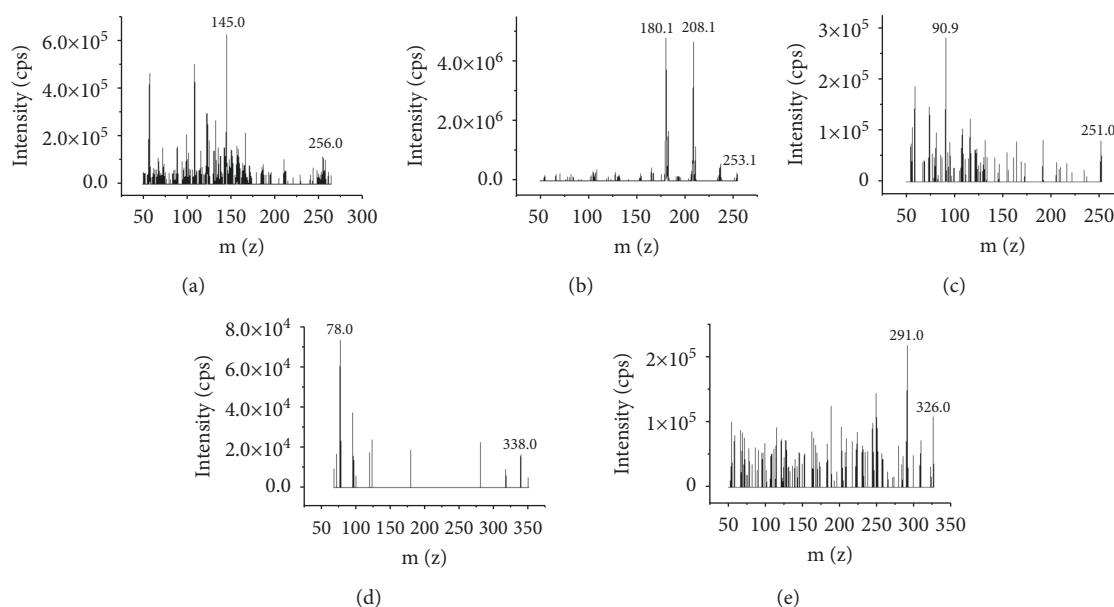 6.0×10⁵
4.0×10⁵
2.0×10⁵
0.0
Intensity (cps)
145.0
256.0
50 100 150 200 250 300
m (z)
(a)
4.0×10⁶
2.0×10⁶
0.0
Intensity (cps)
180.1 208.1
253.1
50 100 150 200 250
m (z)
(b)
3×10⁵
2×10⁵
1×10⁵
0
Intensity (cps)
90.9
251.0
50 100 150 200 250
m (z)
(c)
8.0×10⁴
6.0×10⁴
4.0×10⁴
2.0×10⁴
0.0
Intensity (cps)
78.0
338.0
50 100 150 200 250 300 350
m (z)
(d)
2×10⁵
1×10⁵
0
Intensity (cps)
291.0
326.0
50 100 150 200 250 300 350
m (z)
(e)